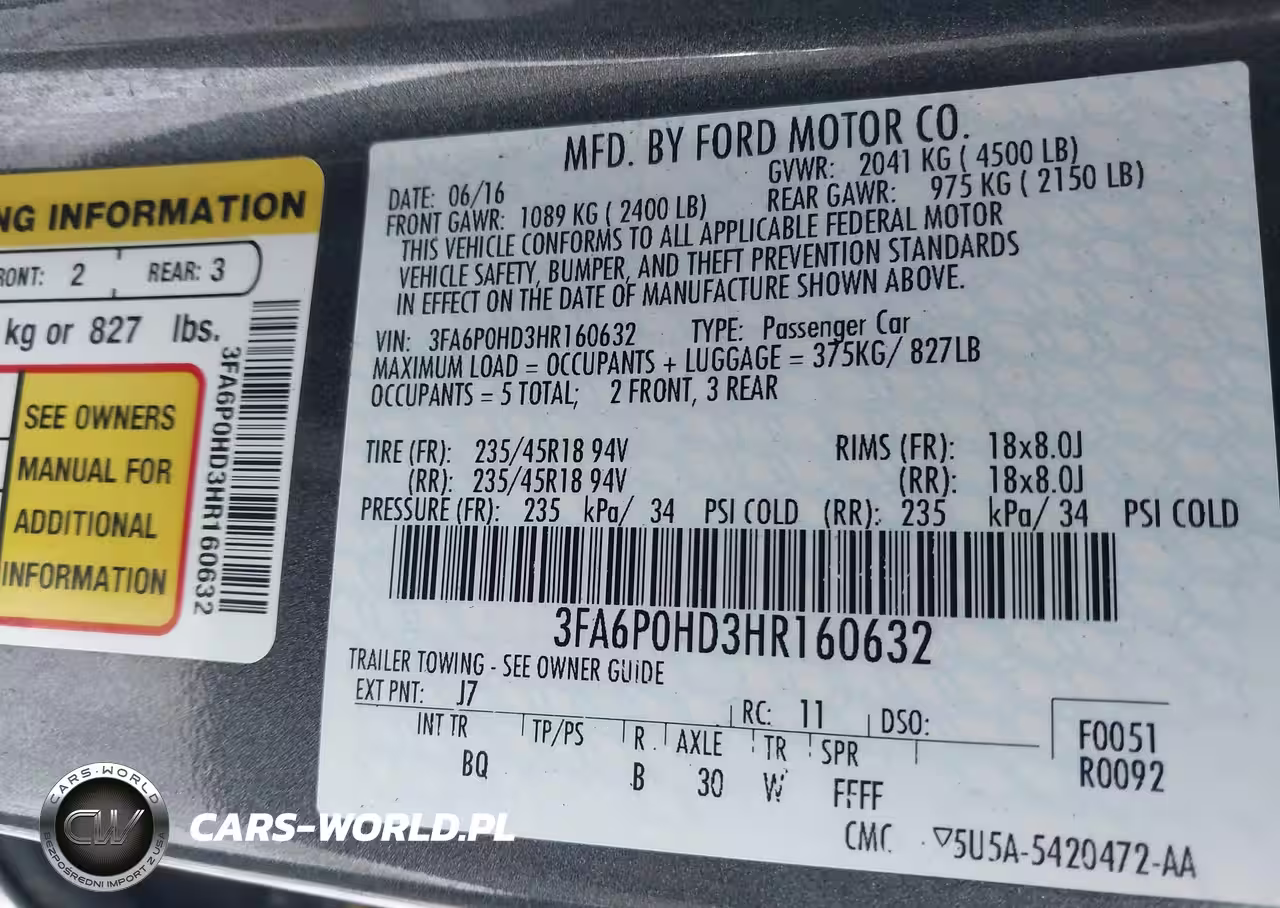 NG INFORMATION
RONT: 2 REAR: 3
kg or 827 lbs.
SEE OWNERS
MANUAL FOR
ADDITIONAL
INFORMATION
3FA6P0HD3HR160632
MFD. BY FORD MOTOR CO.
DATE: 06/16 GVWR: 2041 KG ( 4500 LB)
FRONT GAWR: 1089 KG ( 2400 LB) REAR GAWR: 975 KG ( 2150 LB)
THIS VEHICLE CONFORMS TO ALL APPLICABLE FEDERAL MOTOR
VEHICLE SAFETY, BUMPER, AND THEFT PREVENTION STANDARDS
IN EFFECT ON THE DATE OF MANUFACTURE SHOWN ABOVE.
VIN: 3FA6P0HD3HR160632 TYPE: Passenger Car
MAXIMUM LOAD = OCCUPANTS + LUGGAGE = 375KG/ 827LB
OCCUPANTS = 5 TOTAL; 2 FRONT, 3 REAR
TIRE (FR): 235/45R18 94V RIMS (FR): 18x8.0J
(RR): 235/45R18 94V (RR): 18x8.0J
PRESSURE (FR): 235 kPa/ 34 PSI COLD (RR): 235 kPa/ 34 PSI COLD
3FA6P0HD3HR160632
TRAILER TOWING - SEE OWNER GUIDE
EXT PNT: J7 RC: 11 DSO:
INT TR TP/PS R. AXLE TR SPR
BQ B 30 W FFFF
F0051
R0092
CMC ▽5U5A-5420472-AA
CARS-WORLD
CW
BEZPOŚREDNI IMPORT Z USA
CARS-WORLD.PL